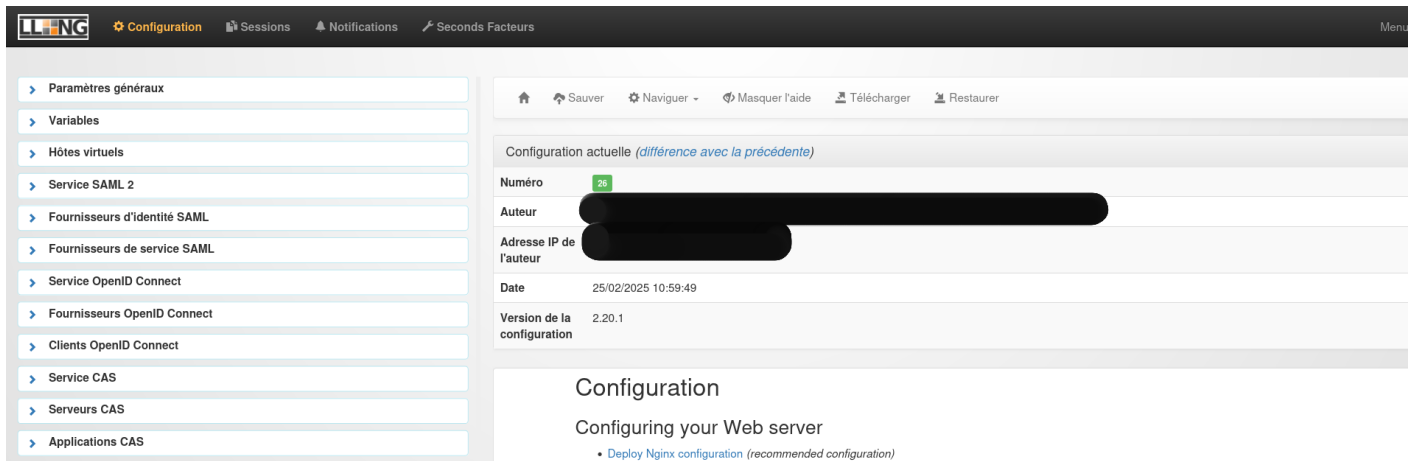 LL::NG Configuration Sessions Notifications Seconds Facteurs Menu
Paramètres généraux
Variables
Hôtes virtuels
Service SAML 2
Fournisseurs d'identité SAML
Fournisseurs de service SAML
Service OpenID Connect
Fournisseurs OpenID Connect
Clients OpenID Connect
Service CAS
Serveurs CAS
Applications CAS
Sauver Naviguer Masquer l'aide Télécharger Restaurer
Configuration actuelle (différence avec la précédente)
Numéro 26
Auteur
Adresse IP de
l'auteur
Date 25/02/2025 10:59:49
Version de la 2.20.1
configuration
Configuration
Configuring your Web server
• Deploy Nginx configuration (recommended configuration)